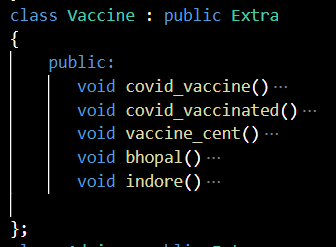 class Vaccine : public Extra
{
public:
void covid_vaccine()···
void covid_vaccinated()···
void vaccine_cent()···
void bhopal()···
void indore()···
};